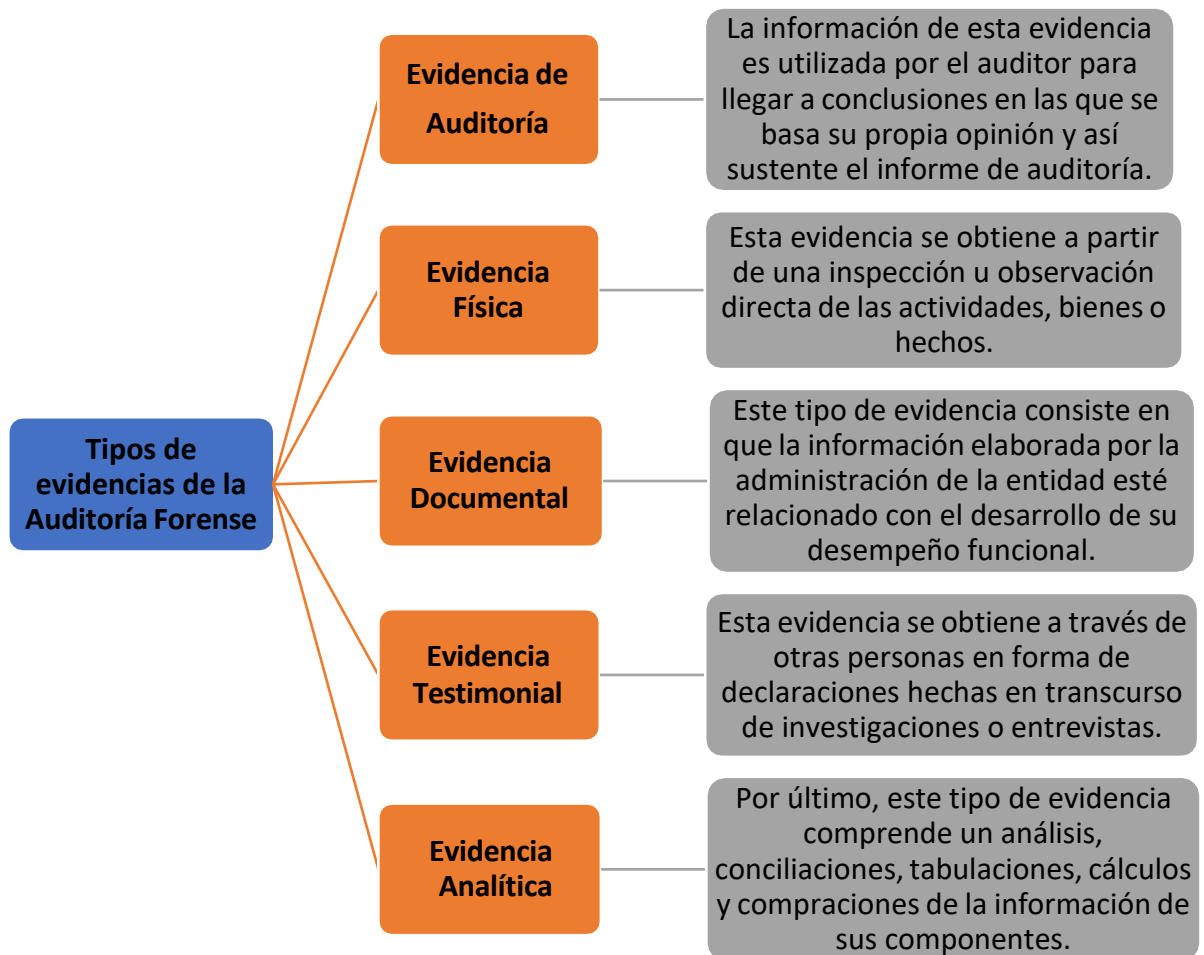 Tipos de
evidencias de la
Auditoría Forense
Evidencia de
Auditoría
La información de esta evidencia
es utilizada por el auditor para
llegar a conclusiones en las que se
basa su propia opinión y así
sustente el informe de auditoría.
Evidencia
Física
Esta evidencia se obtiene a partir
de una inspección u observación
directa de las actividades, bienes o
hechos.
Evidencia
Documental
Este tipo de evidencia consiste en
que la información elaborada por la
administración de la entidad esté
relacionado con el desarrollo de su
desempeño funcional.
Evidencia
Testimonial
Esta evidencia se obtiene a través de
otras personas en forma de
declaraciones hechas en transcurso
de investigaciones o entrevistas.
Evidencia
Analítica
Por último, este tipo de evidencia
comprende un análisis,
conciliaciones, tabulaciones, cálculos
y compraciones de la información de
sus componentes.